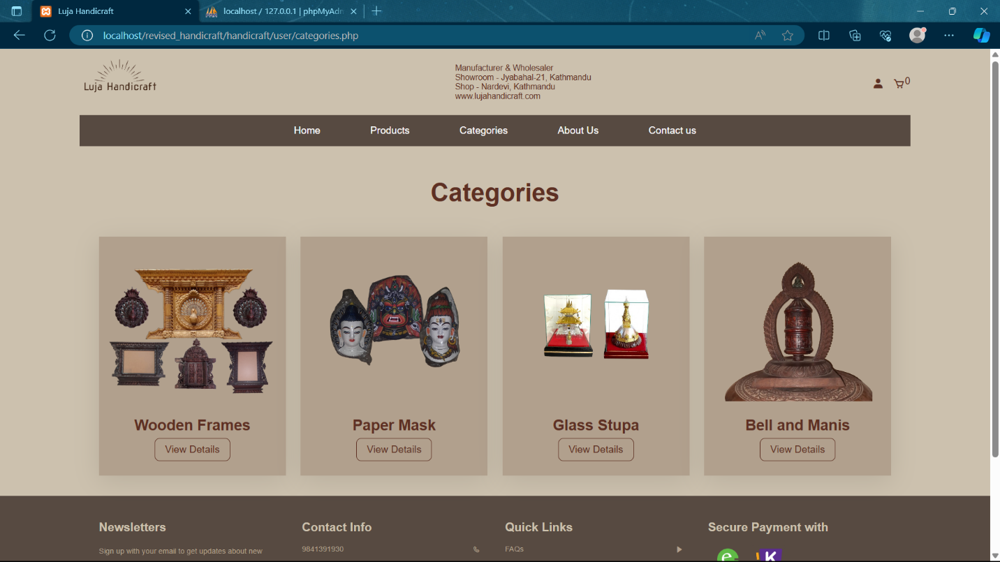 Luja Handicraft
localhost / 127.0.0.1 | phpMyAdm
localhost/revised_handicraft/handicraft/user/categories.php
Luja Handicraft
Manufacturer & Wholesaler
Showroom - Jyabahal-21, Kathmandu
Shop - Nardevi, Kathmandu
www.lujahandicraft.com
0
Home Products Categories About Us Contact us
Categories
Wooden Frames
View Details
Paper Mask
View Details
Glass Stupa
View Details
Bell and Manis
View Details
Newsletters
Sign up with your email to get updates about new
Contact Info
9841391930
Quick Links
FAQs
Secure Payment with
e
K